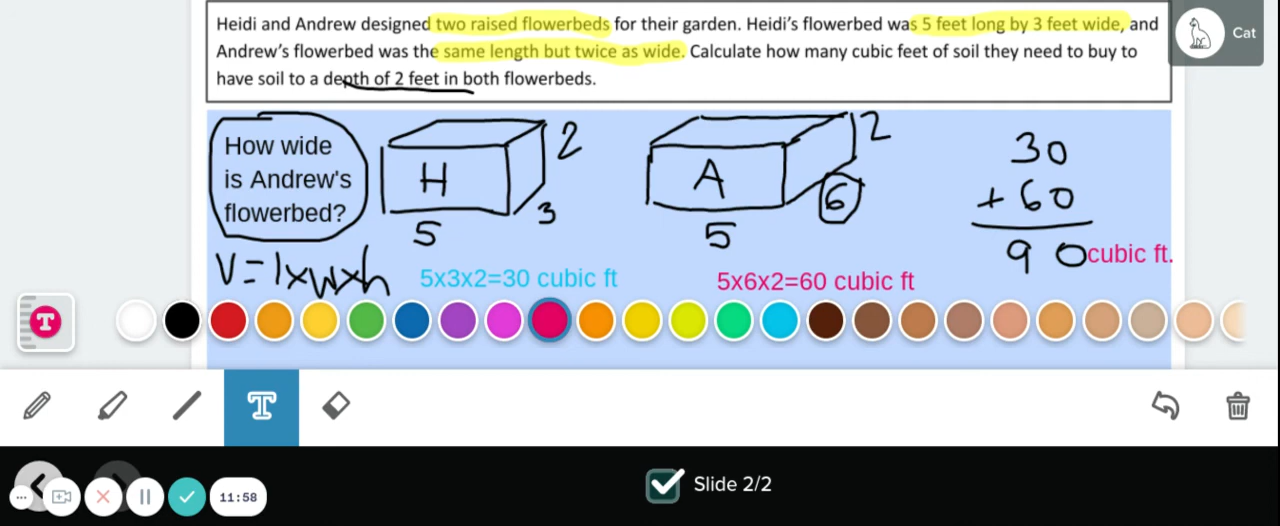 Heidi and Andrew designed two raised flowerbeds for their garden. Heidi's flowerbed was 5 feet long by 3 feet wide, and
Andrew's flowerbed was the same length but twice as wide. Calculate how many cubic feet of soil they need to buy to
have soil to a depth of 2 feet in both flowerbeds.
Cat
How wide
is Andrew's
flowerbed?
H
2
3
5
A
2
6
5
30
+ 60
90 cubic ft.
V=lxwxh
5x3x2=30 cubic ft
5x6x2=60 cubic ft
T
T
Slide 2/2
11:58